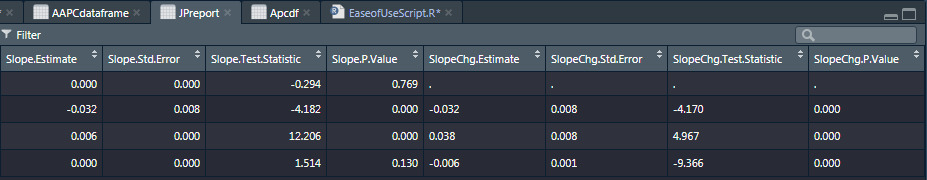 AAPCdataframe JPreport Apcdf EaseofUseScript.R*
Filter
Slope.Estimate Slope.Std.Error Slope.Test.Statistic Slope.P.Value SlopeChg.Estimate SlopeChg.Std.Error SlopeChg.Test.Statistic SlopeChg.P.Value
0.000 0.000 -0.294 0.769 . . . .
-0.032 0.008 -4.182 0.000 -0.032 0.008 -4.170 0.000
0.006 0.000 12.206 0.000 0.038 0.008 4.967 0.000
0.000 0.000 1.514 0.130 -0.006 0.001 -9.366 0.000